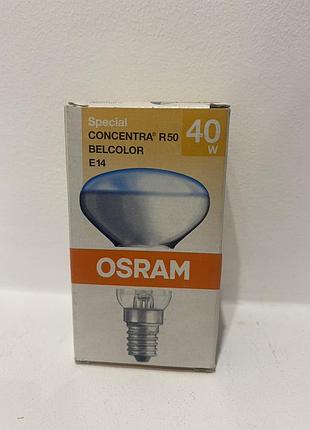 Special
CONCENTRA® R50
BELCOLOR
E14
40
W
OSRAM